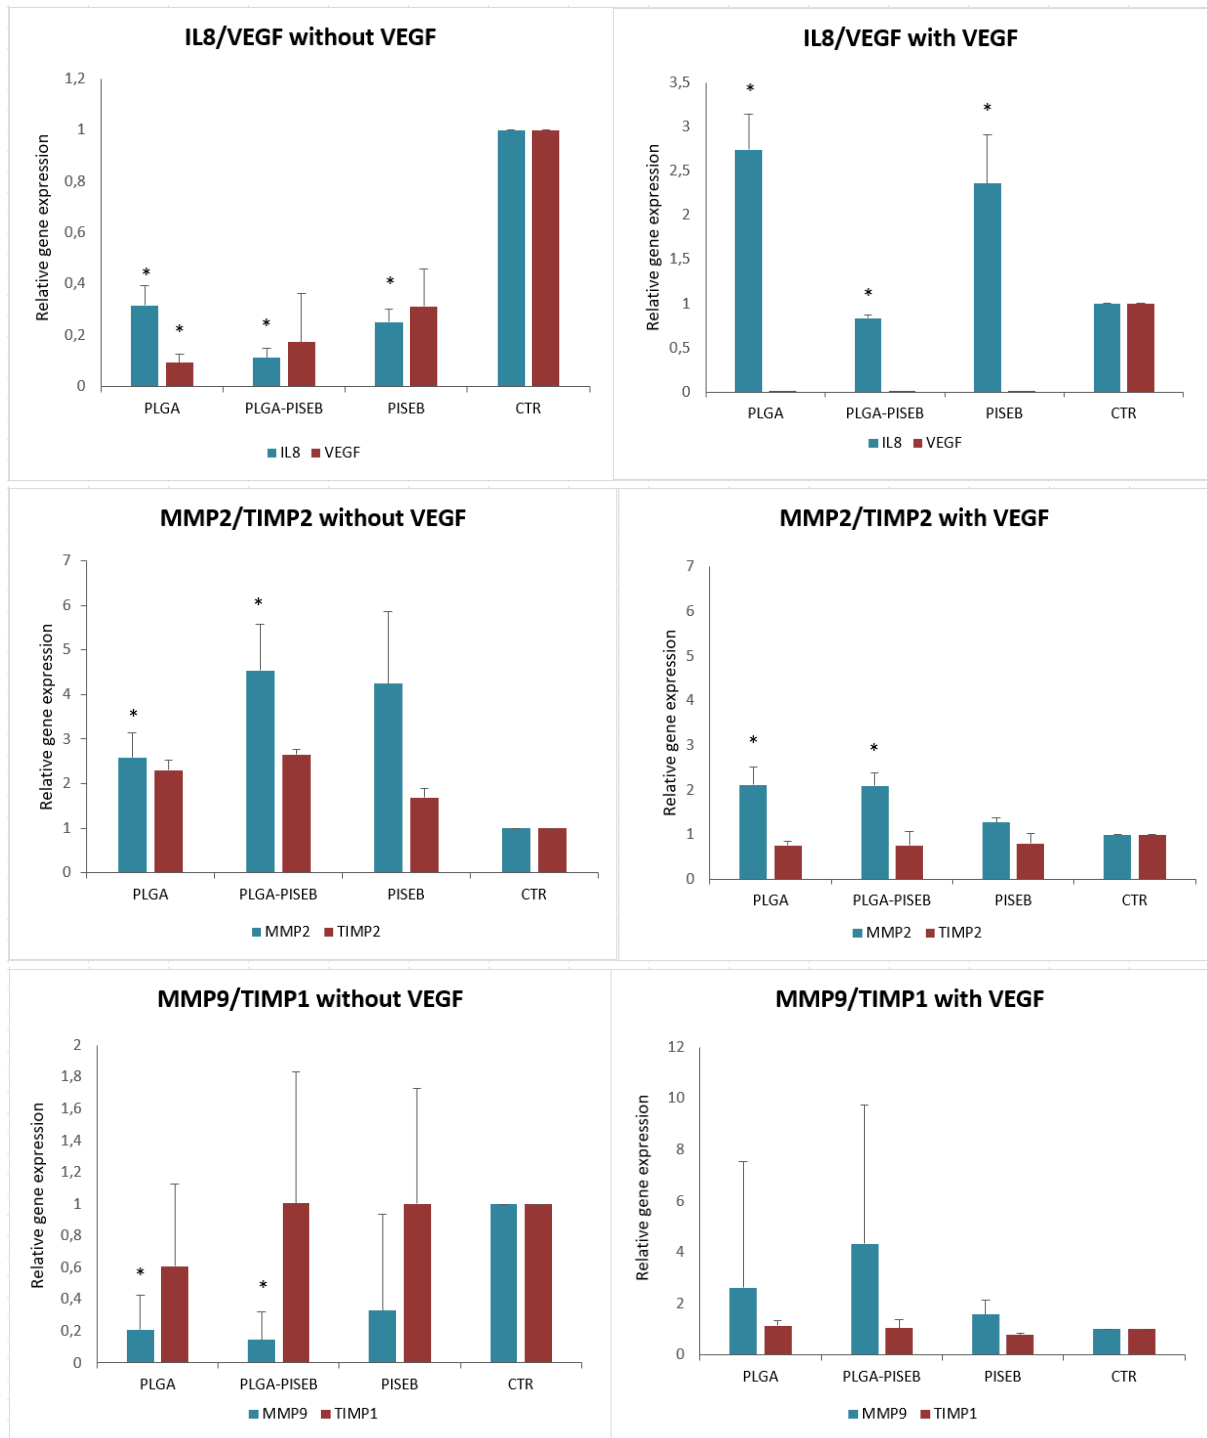 IL8/VEGF without VEGF
Relative gene expression
1,2
1
0,8
0,6
0,4
0,2
0
*
*
*
*
PLGA PLGA-PISEB PISEB CTR
IL8 VEGF
IL8/VEGF with VEGF
Relative gene expression
3,5
3
2,5
2
1,5
1
0,5
0
*
*
*
PLGA PLGA-PISEB PISEB CTR
IL8 VEGF
MMP2/TIMP2 without VEGF
Relative gene expression
7
6
5
4
3
2
1
0
*
*
PLGA PLGA-PISEB PISEB CTR
MMP2 TIMP2
MMP2/TIMP2 with VEGF
Relative gene expression
7
6
5
4
3
2
1
0
*
*
PLGA PLGA-PISEB PISEB CTR
MMP2 TIMP2
MMP9/TIMP1 without VEGF
Relative gene expression
2
1,8
1,6
1,4
1,2
1
0,8
0,6
0,4
0,2
0
*
*
PLGA PLGA-PISEB PISEB CTR
MMP9 TIMP1
MMP9/TIMP1 with VEGF
Relative gene expression
12
10
8
6
4
2
0
PLGA PLGA-PISEB PISEB CTR
MMP9 TIMP1